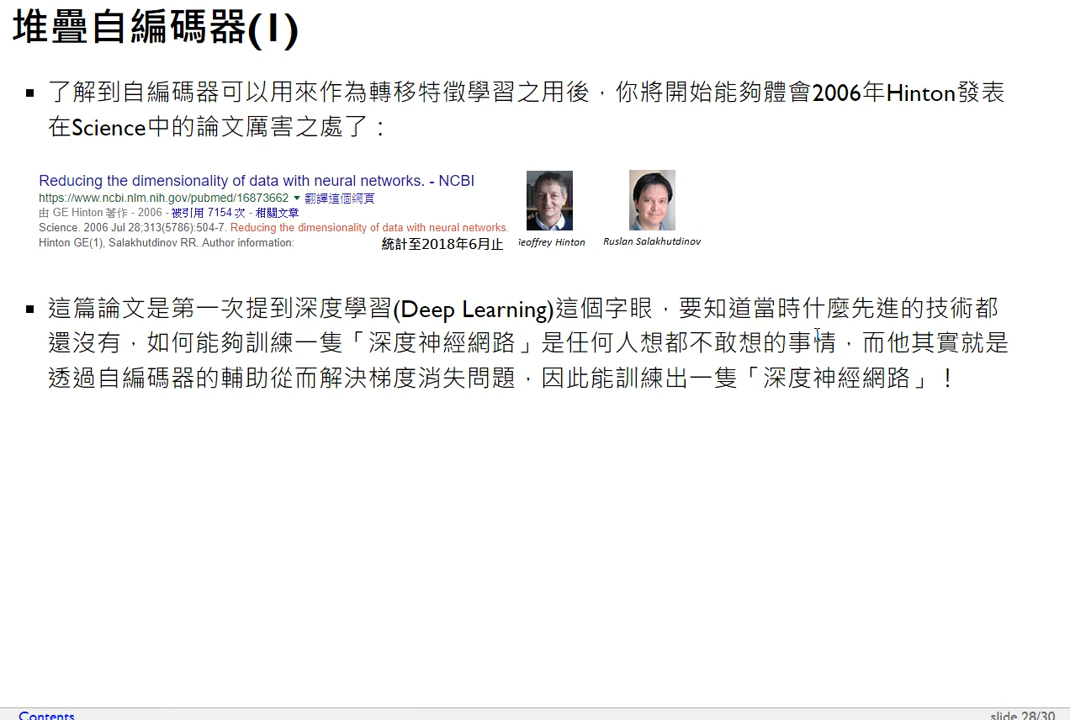 堆疊自編碼器(1)
▪ 了解到自編碼器可以用來作為轉移特徵學習之用後，你將開始能夠體會2006年Hinton發表
在Science中的論文厲害之處了：
Reducing the dimensionality of data with neural networks. - NCBI
https://www.ncbi.nlm.nih.gov/pubmed/16873662 ▼ 翻譯這個網頁
由 GE Hinton 著作 - 2006 - 被引用 7154 次 - 相關文章
Science. 2006 Jul 28;313(5786):504-7. Reducing the dimensionality of data with neural networks.
Hinton GE(1), Salakhutdinov RR. Author information:
統計至2018年6月止
Geoffrey Hinton
Ruslan Salakhutdinov
▪ 這篇論文是第一次提到深度學習(Deep Learning)這個字眼，要知道當時什麼先進的技術都
還沒有，如何能夠訓練一隻「深度神經網路」是任何人想都不敢想的事情，而他其實就是
透過自編碼器的輔助從而解決梯度消失問題，因此能訓練出一隻「深度神經網路」！
Contents
slide 28/30